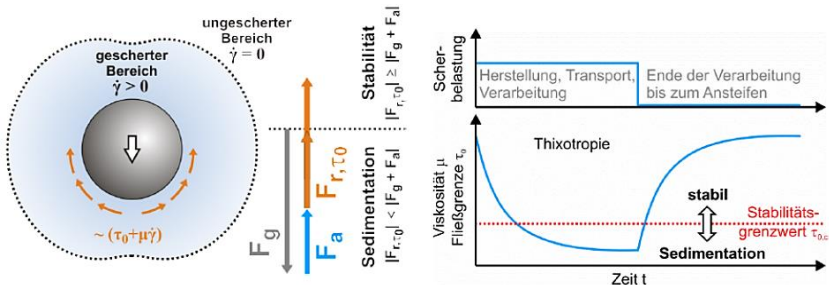 ungescherter
Bereich
γ̇ = 0
gescherter
Bereich
γ̇ > 0
~ (τ₀+μγ̇)
F_g
F_a
F_r,τ₀
Stabilität
|F_r,τ₀| ≥ |F_g + F_a|
Sedimentation
|F_r,τ₀| < |F_g + F_a|
Scher-
belastung
Herstellung, Transport,
Verarbeitung
Ende der Verarbeitung
bis zum Ansteifen
Viskosität μ
Fließgrenze τ₀
Thixotropie
stabil
Stabilitäts-
grenzwert τ₀,c
Sedimentation
Zeit t